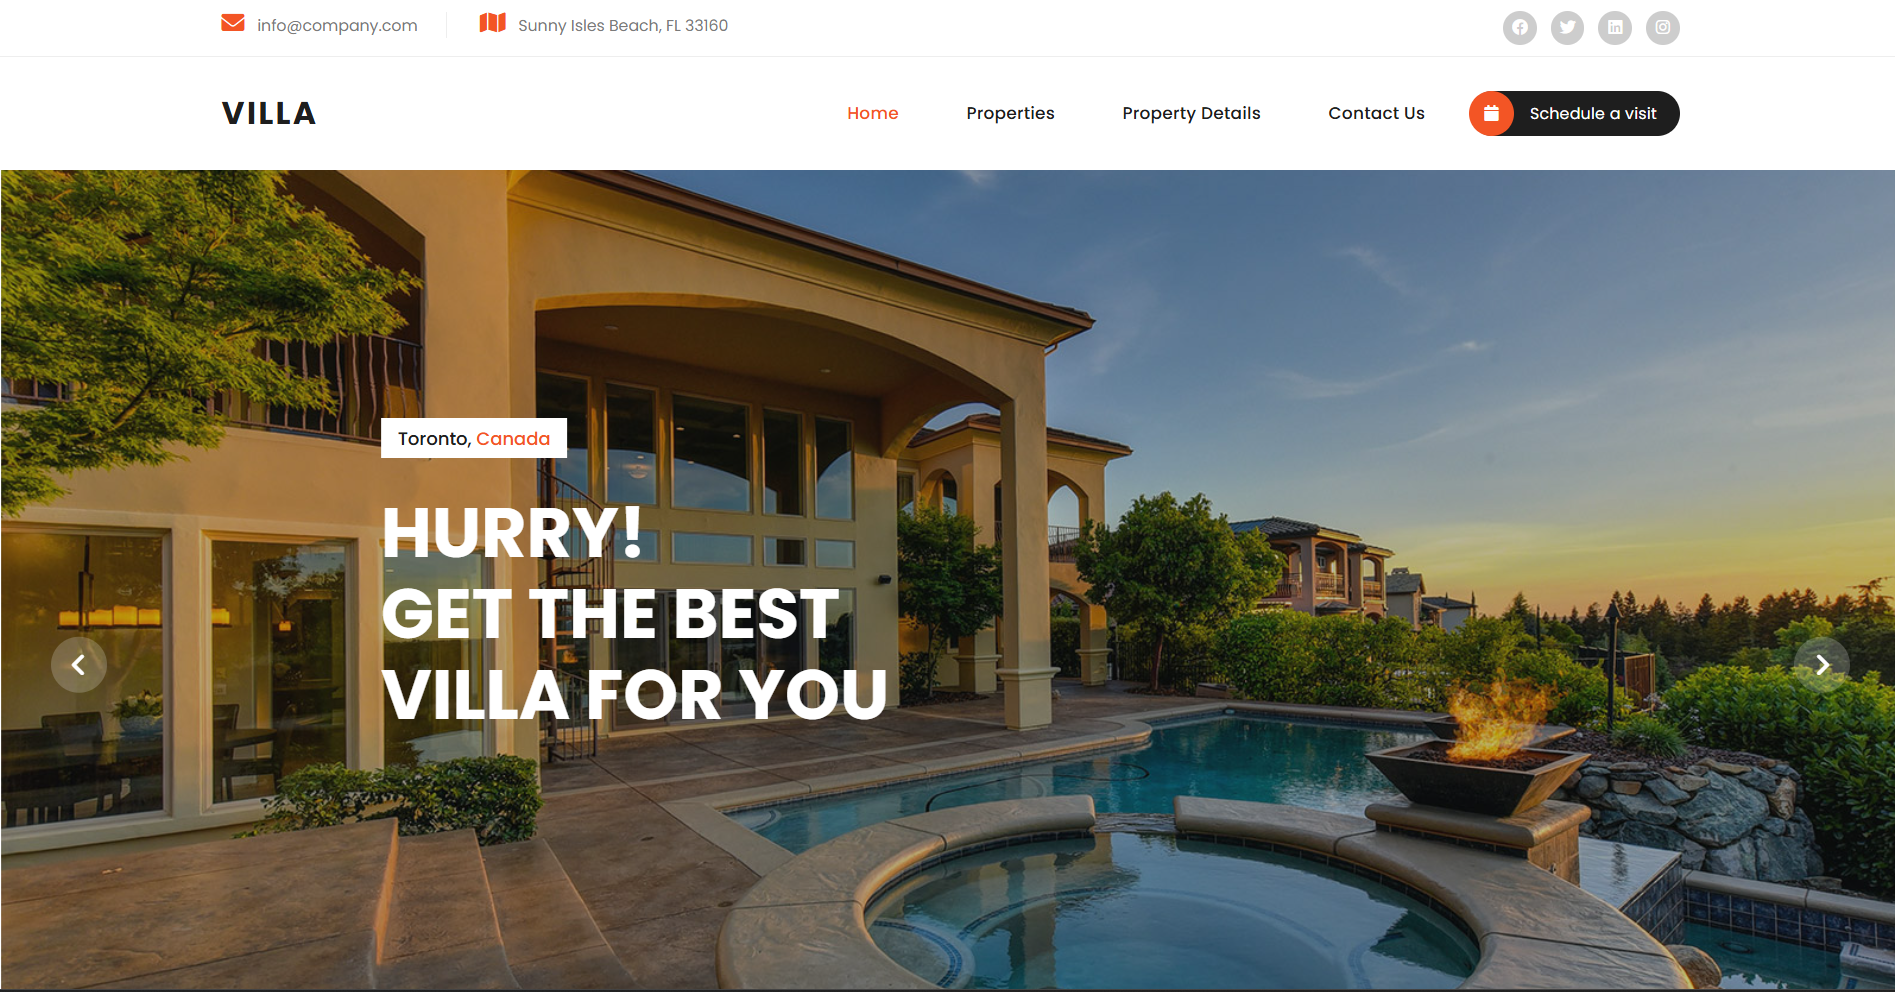 info@company.com
Sunny Isles Beach, FL 33160
VILLA
Home
Properties
Property Details
Contact Us
Schedule a visit
Toronto, Canada
HURRY!
GET THE BEST
VILLA FOR YOU